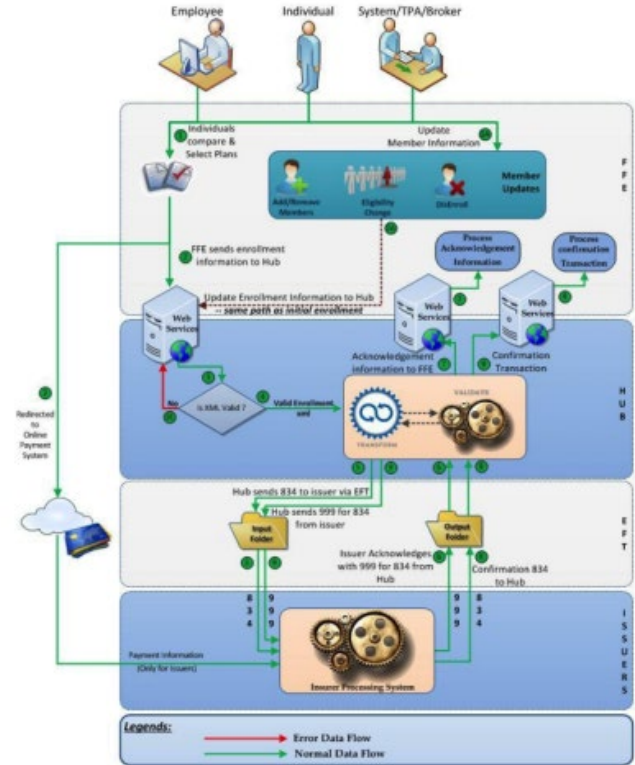 Employee
Individual
System/TPA/Broker
Individuals
compare &
Select Plans
Update
Member Information
Member
Updates
Add/Remove
Members
Eligibility
Change
DisEnroll
F
F
E
FFE sends enrollment
information to Hub
Process
Acknowledgement
Information
Process
confirmation
Transaction
Update Enrollment Information to Hub
-- same path as initial enrollment
Web
Services
Web
Services
Web
Services
Acknowledgement
information to FFE
Confirmation
Transaction
Redirected
to
Online
Payment
System
No
Is XML Valid ?
Valid Enrollment,
xml
TRANSFORM
VALIDATE
H
U
B
Hub sends 834 to issuer via EFT
Hub sends 999 for 834
from issuer
Input
Folder
Output
Folder
Issuer Acknowledges
with 999 for 834 from
Hub
Confirmation 834
to Hub
E
F
T
8
3
4
9
9
9
9
9
9
8
3
4
Payment Information
(Only for Issuers)
Insurer Processing System
I
S
S
U
E
R
S
Legends:
Error Data Flow
Normal Data Flow